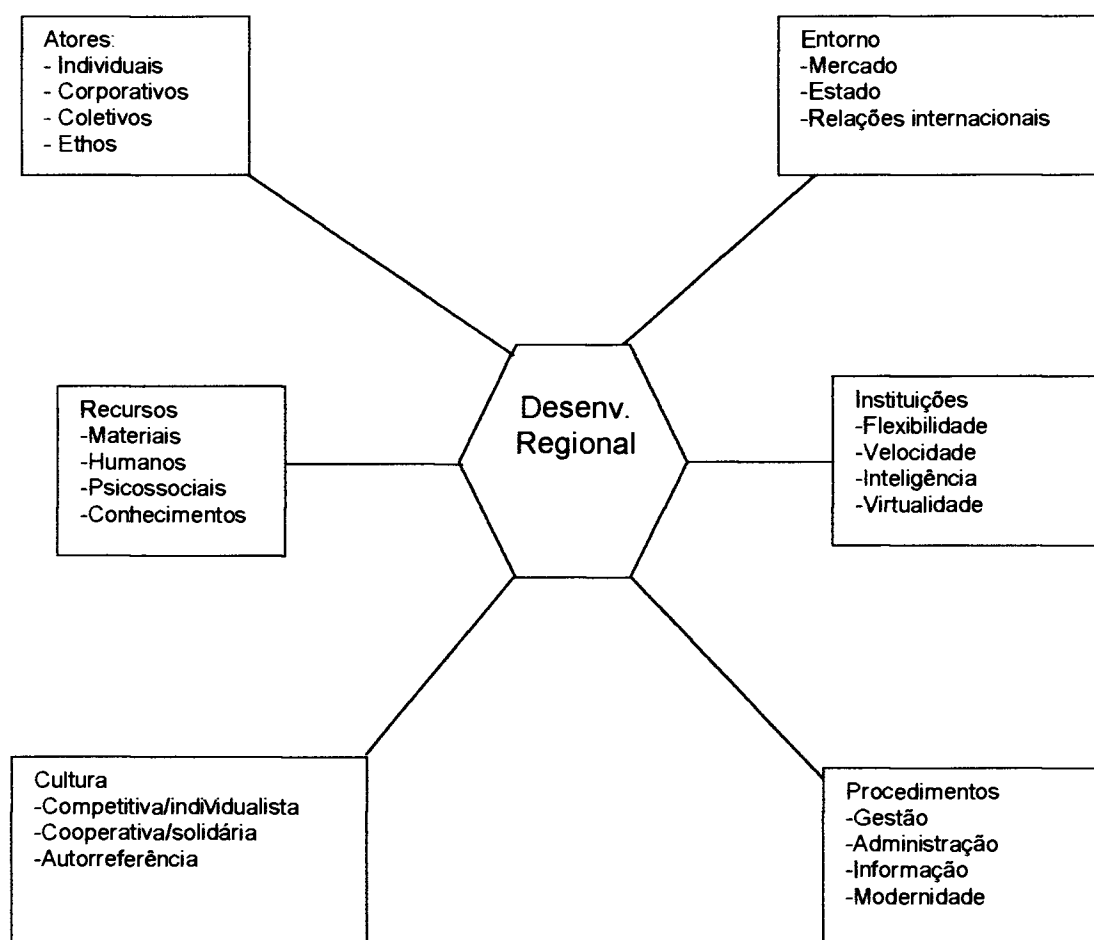 Atores:
- Individuais
- Corporativos
- Coletivos
- Ethos
Entorno
-Mercado
-Estado
-Relações internacionais
Desenv.
Regional
Recursos
-Materiais
-Humanos
-Psicossociais
-Conhecimentos
Instituições
-Flexibilidade
-Velocidade
-Inteligência
-Virtualidade
Cultura
-Competitiva/individualista
-Cooperativa/solidária
-Autorreferência
Procedimentos
-Gestão
-Administração
-Informação
-Modernidade